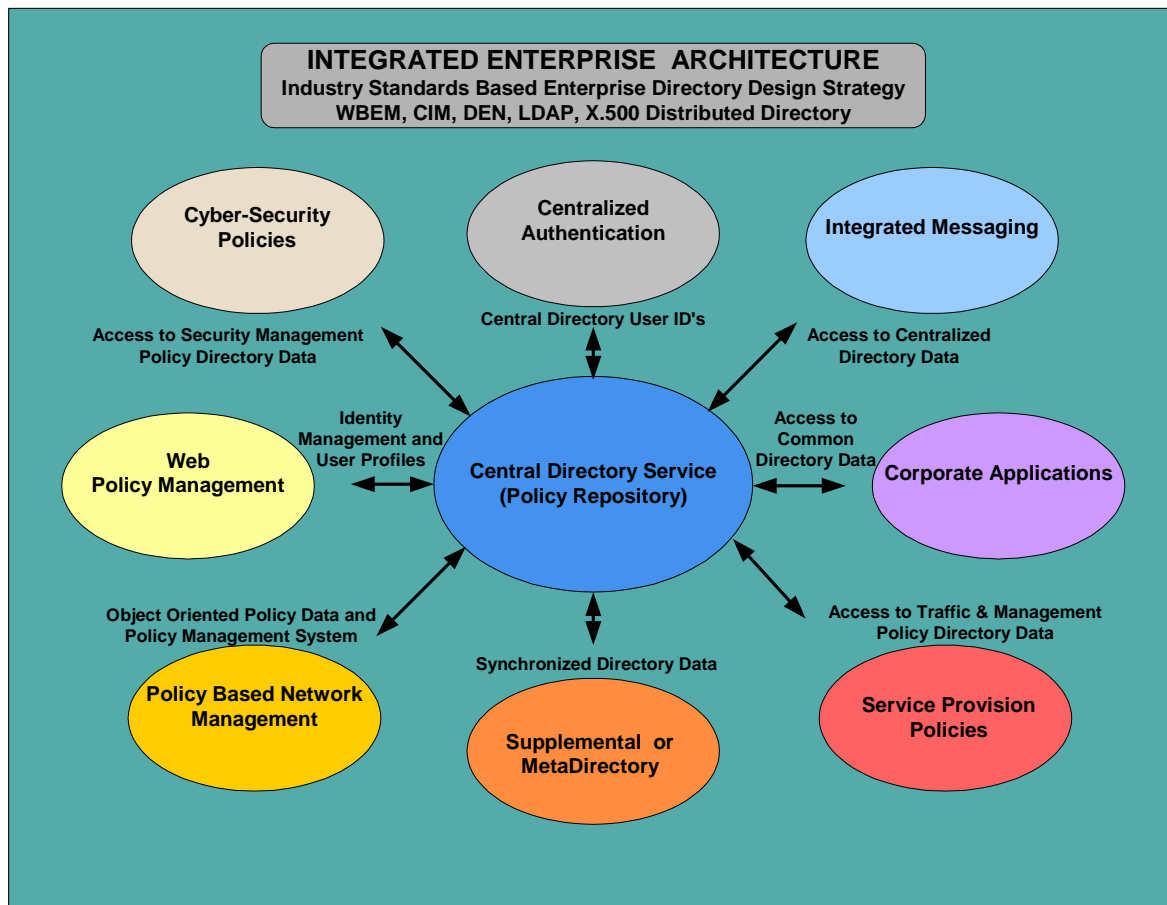 INTEGRATED ENTERPRISE ARCHITECTURE
Industry Standards Based Enterprise Directory Design Strategy
WBEM, CIM, DEN, LDAP, X.500 Distributed Directory
Cyber-Security
Policies
Centralized
Authentication
Integrated Messaging
Access to Security Management
Policy Directory Data
Central Directory User ID's
Access to Centralized
Directory Data
Web
Policy Management
Identity
Management and
User Profiles
Central Directory Service
(Policy Repository)
Access to
Common
Directory Data
Corporate Applications
Object Oriented Policy Data and
Policy Management System
Synchronized Directory Data
Access to Traffic & Management
Policy Directory Data
Policy Based Network
Management
Supplemental or
MetaDirectory
Service Provision
Policies